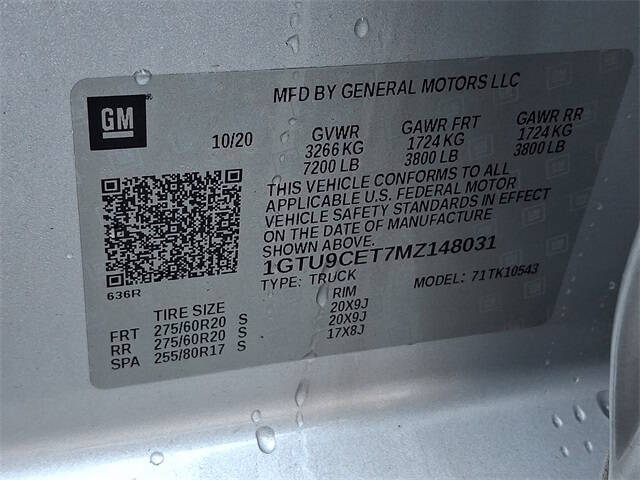 MFD BY GENERAL MOTORS LLC
GM
10/20 GVWR GAWR FRT GAWR RR
3266 KG 1724 KG 1724 KG
7200 LB 3800 LB 3800 LB
THIS VEHICLE CONFORMS TO ALL
APPLICABLE U.S. FEDERAL MOTOR
VEHICLE SAFETY STANDARDS IN EFFECT
ON THE DATE OF MANUFACTURE
SHOWN ABOVE.
1GTU9CET7MZ148031
TYPE: TRUCK MODEL: 71TK10543
636R
TIRE SIZE RIM
FRT 275/60R20 S 20X9J
RR 275/60R20 S 20X9J
SPA 255/80R17 S 17X8J